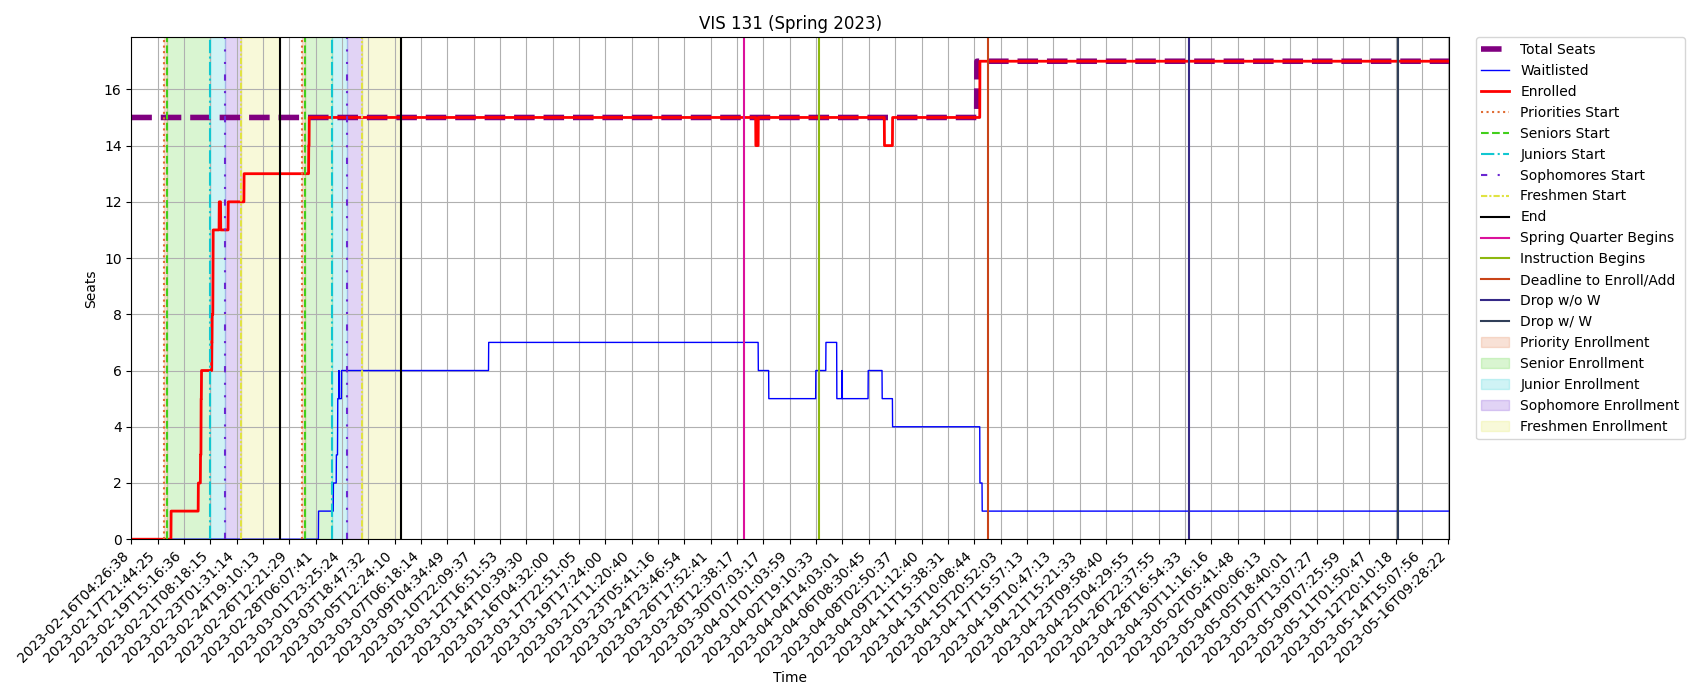 VIS 131 (Spring 2023)
Seats
16
14
12
10
8
6
4
2
0
2023-02-16T04:26:38
2023-02-17T21:44:25
2023-02-19T15:16:36
2023-02-21T08:18:15
2023-02-23T01:31:14
2023-02-24T19:10:13
2023-02-26T12:21:29
2023-02-28T06:07:41
2023-03-01T23:25:24
2023-03-03T18:47:32
2023-03-05T12:24:10
2023-03-07T06:18:14
2023-03-09T04:34:49
2023-03-10T22:09:37
2023-03-12T16:51:53
2023-03-14T10:39:30
2023-03-16T04:32:00
2023-03-17T22:51:05
2023-03-19T17:24:00
2023-03-21T11:20:40
2023-03-23T05:41:16
2023-03-24T23:46:54
2023-03-26T17:52:41
2023-03-28T12:38:17
2023-03-30T07:03:17
2023-04-01T01:03:59
2023-04-02T19:10:33
2023-04-04T14:03:01
2023-04-06T08:30:45
2023-04-08T02:50:37
2023-04-09T21:12:40
2023-04-11T15:38:31
2023-04-13T10:08:44
2023-04-15T20:52:03
2023-04-17T15:57:13
2023-04-19T10:47:13
2023-04-21T15:21:33
2023-04-23T09:58:40
2023-04-25T04:29:55
2023-04-26T22:37:55
2023-04-28T16:54:33
2023-04-30T11:16:16
2023-05-02T05:41:48
2023-05-04T00:06:13
2023-05-05T18:40:01
2023-05-07T13:07:27
2023-05-09T07:25:59
2023-05-11T01:50:47
2023-05-12T20:10:18
2023-05-14T15:07:56
2023-05-16T09:28:22
Time
Total Seats
Waitlisted
Enrolled
Priorities Start
Seniors Start
Juniors Start
Sophomores Start
Freshmen Start
End
Spring Quarter Begins
Instruction Begins
Deadline to Enroll/Add
Drop w/o W
Drop w/ W
Priority Enrollment
Senior Enrollment
Junior Enrollment
Sophomore Enrollment
Freshmen Enrollment